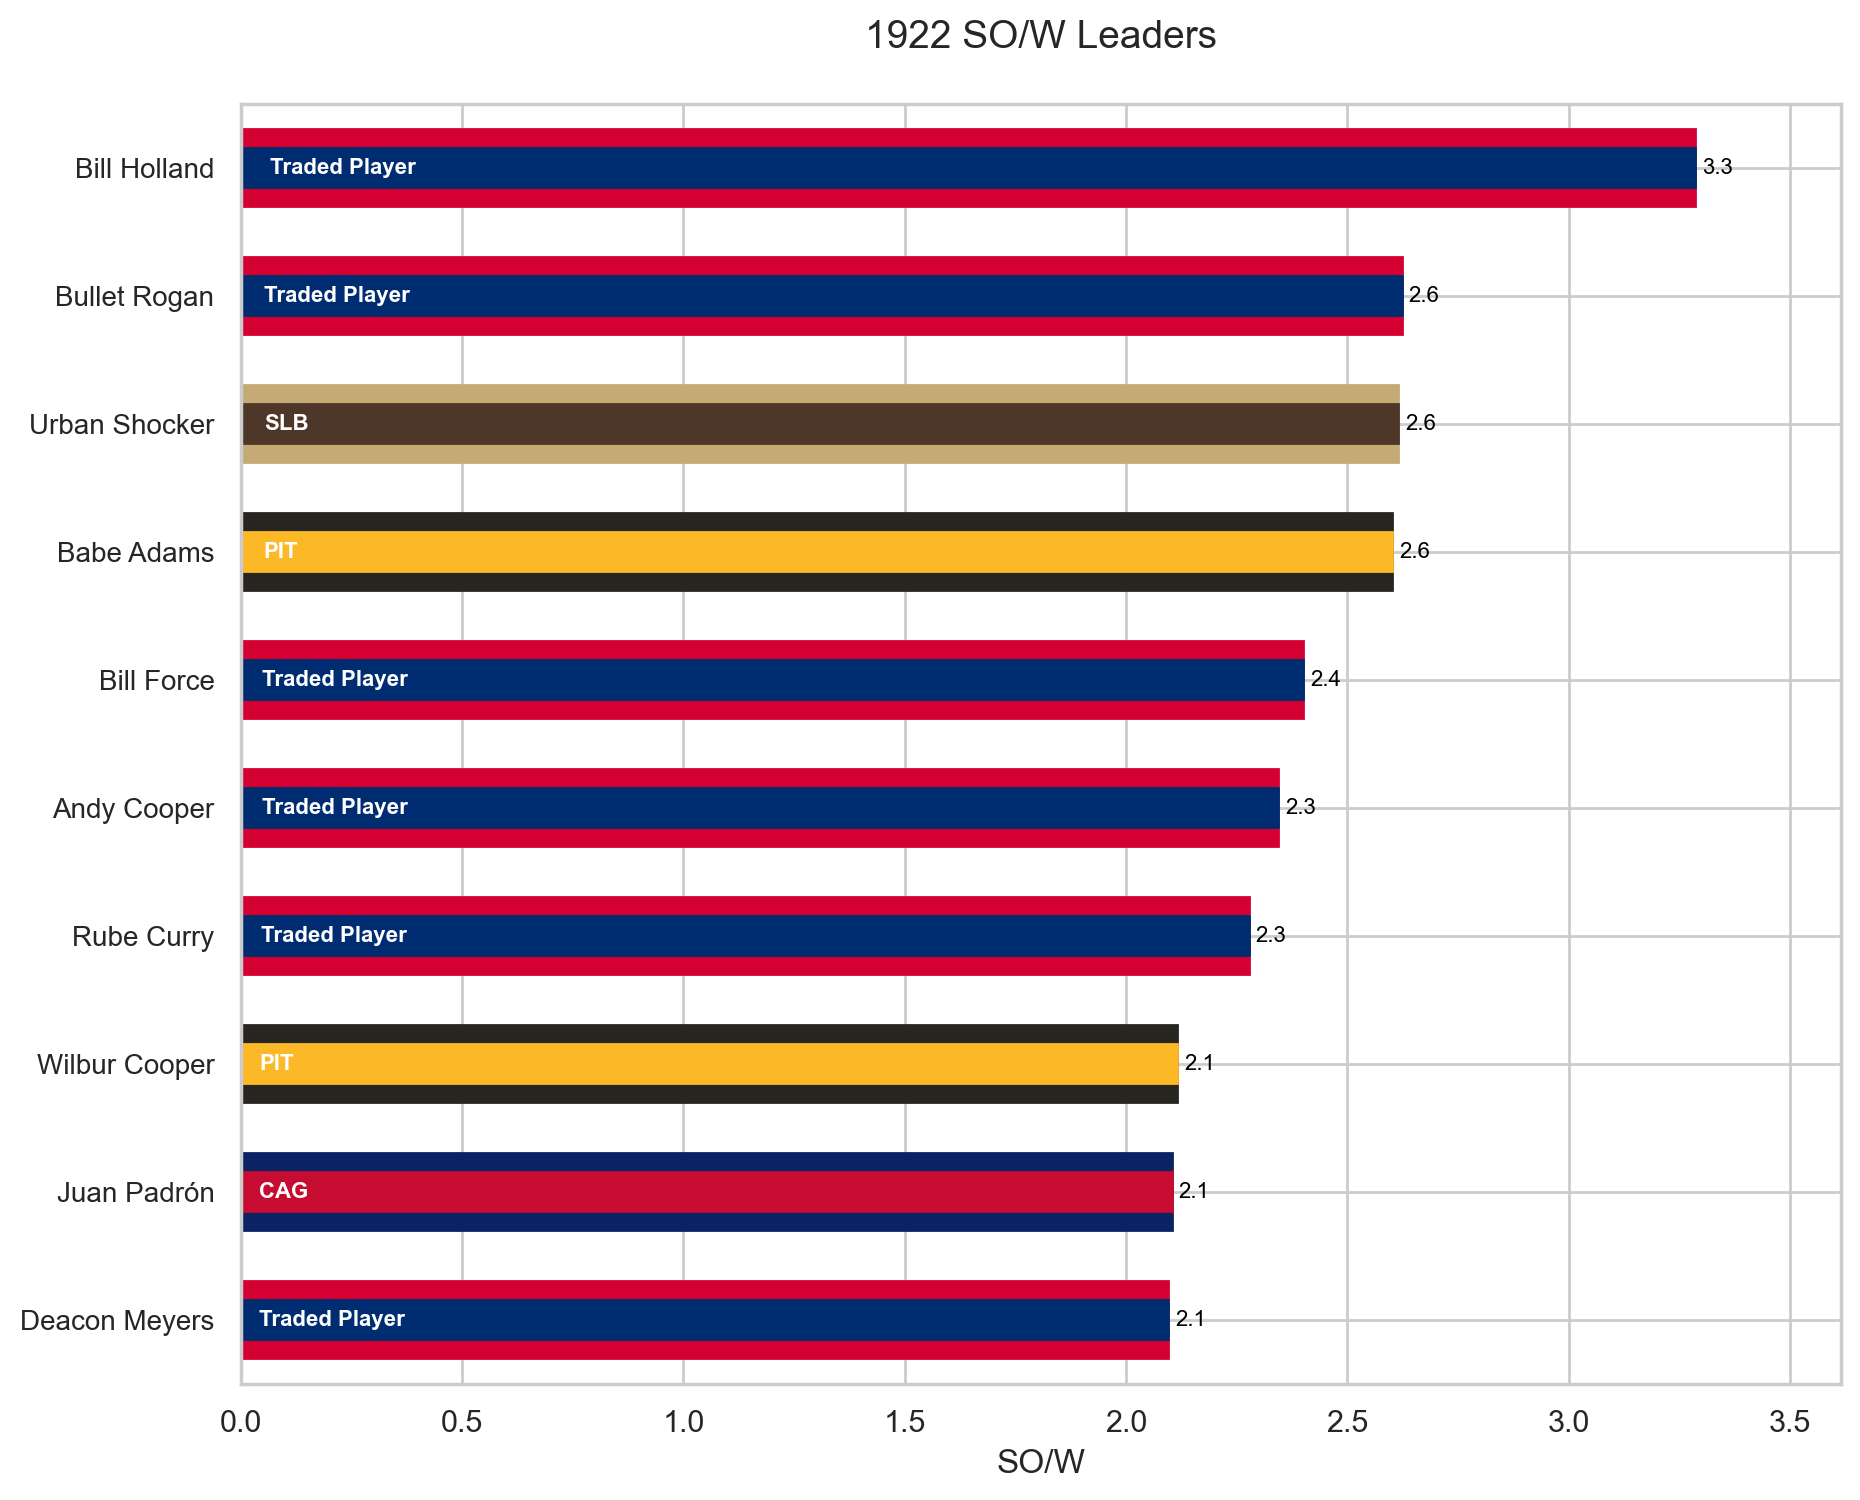 1922 SO/W Leaders
Bill Holland Traded Player 3.3
Bullet Rogan Traded Player 2.6
Urban Shocker SLB 2.6
Babe Adams PIT 2.6
Bill Force Traded Player 2.4
Andy Cooper Traded Player 2.3
Rube Curry Traded Player 2.3
Wilbur Cooper PIT 2.1
Juan Padrón CAG 2.1
Deacon Meyers Traded Player 2.1
0.0 0.5 1.0 1.5 2.0 2.5 3.0 3.5
SO/W